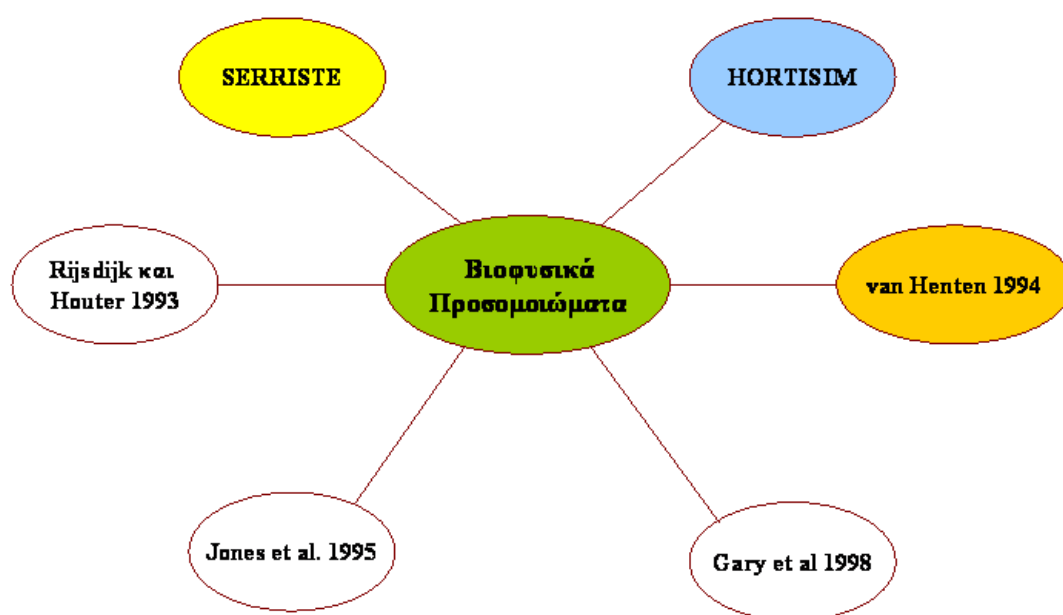 SERRISTE
HORTISIM
Βιοφυσικά
Προσομοιώματα
Rijsdijk και
Houter 1993
van Henten 1994
Jones et al. 1995
Gary et al 1998